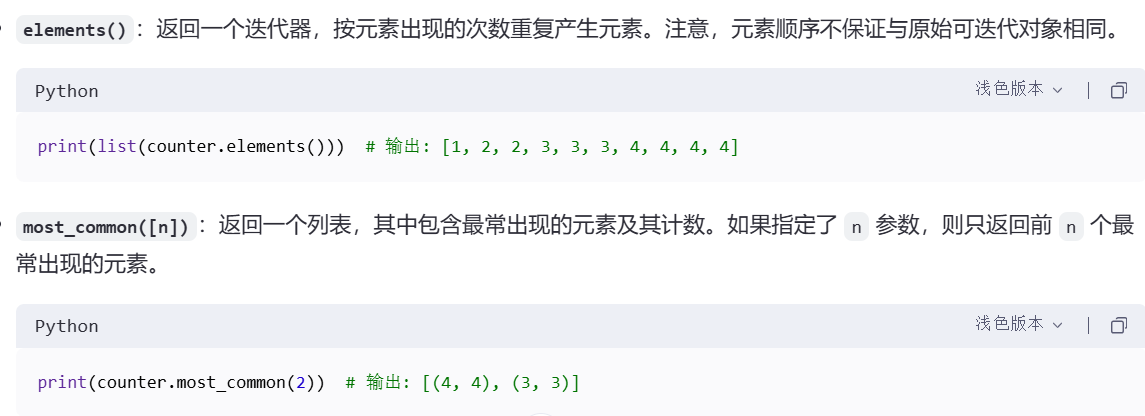 elements()：返回一个迭代器，按元素出现的次数重复产生元素。注意，元素顺序不保证与原始可迭代对象相同。
Python 浅色版本
print(list(counter.elements()))  # 输出: [1, 2, 2, 3, 3, 3, 4, 4, 4, 4]
most_common([n])：返回一个列表，其中包含最常出现的元素及其计数。如果指定了 n 参数，则只返回前 n 个最
常出现的元素。
Python 浅色版本
print(counter.most_common(2))  # 输出: [(4, 4), (3, 3)]